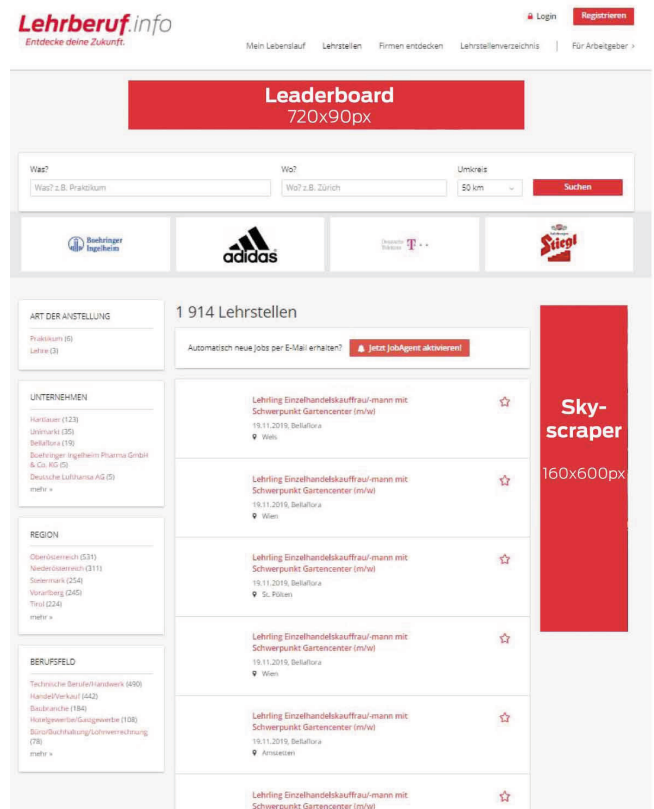 Lehrberuf.info
Entdecke deine Zukunft.
Login
Registrieren
Mein Lebenslauf
Lehrstellen
Firmen entdecken
Lehrstellenverzeichnis
|
Für Arbeitgeber ›
Leaderboard
720x90px
Was?
Wo?
Umkreis
Was? z.B. Praktikum
Wo? z.B. Zürich
50 km
Suchen
Boehringer
Ingelheim
adidas
Deutsche
Telekom
T
Stiegl
ART DER ANSTELLUNG
Praktikum (6)
Lehre (3)
UNTERNEHMEN
Hartlauer (123)
Unimarkt (35)
Bellaflora (19)
Boehringer Ingelheim Pharma GmbH
& Co. KG (5)
Deutsche Lufthansa AG (5)
mehr »
REGION
Oberösterreich (531)
Niederösterreich (311)
Steiermark (254)
Vorarlberg (245)
Tirol (224)
mehr »
BERUFSFELD
Technische Berufe/Handwerk (490)
Handel/Verkauf (442)
Baubranche (184)
Hotelgewerbe/Gastgewerbe (108)
Büro/Buchhaltung/Lohnverrechnung
(78)
mehr »
1 914 Lehrstellen
Automatisch neue Jobs per E-Mail erhalten?
Jetzt JobAgent aktivieren!
Lehrling Einzelhandelskauffrau/-mann mit
Schwerpunkt Gartencenter (m/w)
19.11.2019, Bellaflora
Wels
Lehrling Einzelhandelskauffrau/-mann mit
Schwerpunkt Gartencenter (m/w)
19.11.2019, Bellaflora
Wien
Lehrling Einzelhandelskauffrau/-mann mit
Schwerpunkt Gartencenter (m/w)
19.11.2019, Bellaflora
St. Pölten
Lehrling Einzelhandelskauffrau/-mann mit
Schwerpunkt Gartencenter (m/w)
19.11.2019, Bellaflora
Wien
Lehrling Einzelhandelskauffrau/-mann mit
Schwerpunkt Gartencenter (m/w)
19.11.2019, Bellaflora
Amstetten
Lehrling Einzelhandelskauffrau/-mann mit
Schwerpunkt Gartencenter (m/w)
Sky-
scraper
160x600px